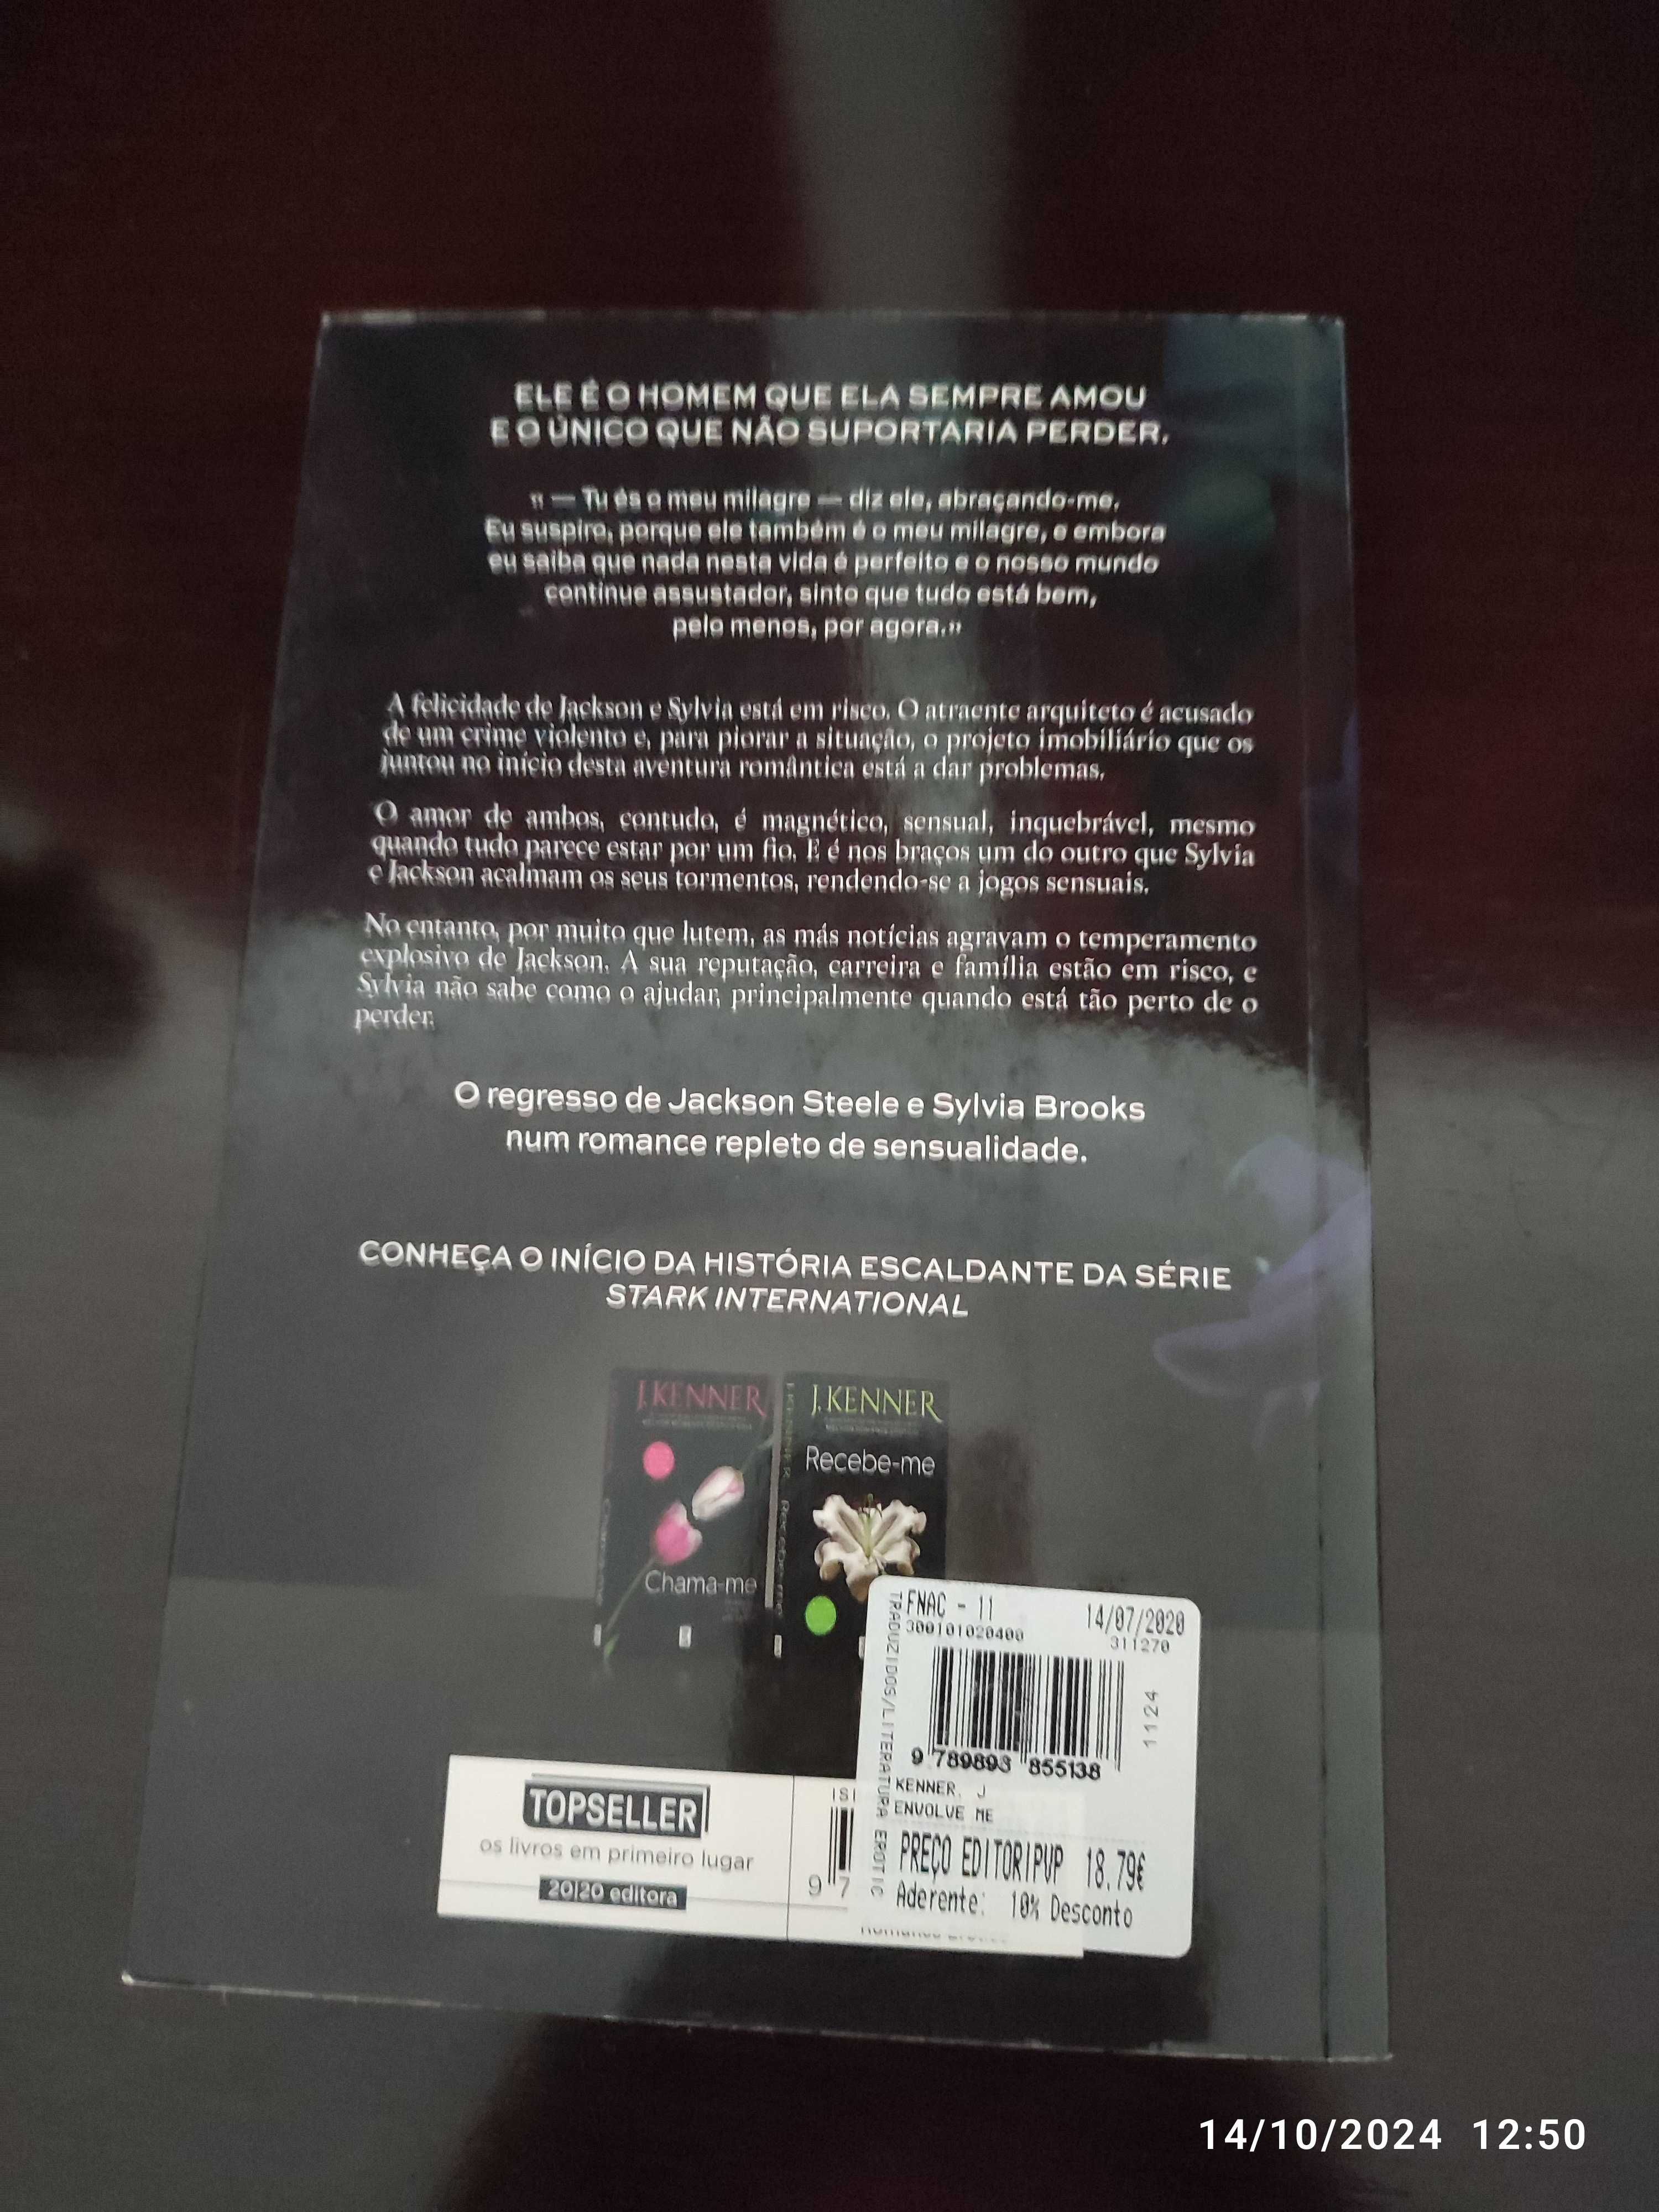 ELE É O HOMEM QUE ELA SEMPRE AMOU
E O ÚNICO QUE NÃO SUPORTARIA PERDER.
« — Tu és o meu milagre — diz ele, abraçando-me.
Eu suspiro, porque ele também é o meu milagre, e embora
eu saiba que nada nesta vida é perfeito e o nosso mundo
continue assustador, sinto que tudo está bem,
pelo menos, por agora.»
A felicidade de Jackson e Sylvia está em risco. O atraente arquiteto é acusado
de um crime violento e, para piorar a situação, o projeto imobiliário que os
juntou no início desta aventura romântica está a dar problemas.
O amor de ambos, contudo, é magnético, sensual, inquebrável, mesmo
quando tudo parece estar por um fio. E é nos braços um do outro que Sylvia
e Jackson acalmam os seus tormentos, rendendo-se a jogos sensuais.
No entanto, por muito que lutem, as más notícias agravam o temperamento
explosivo de Jackson. A sua reputação, carreira e família estão em risco, e
Sylvia não sabe como o ajudar, principalmente quando está tão perto de o
perder.
O regresso de Jackson Steele e Sylvia Brooks
num romance repleto de sensualidade.
CONHEÇA O INÍCIO DA HISTÓRIA ESCALDANTE DA SÉRIE
STARK INTERNATIONAL
J. KENNER
Chama-me
J. KENNER
Recebe-me
J. KENNER Recebe-me
FNAC - 11 14/07/2020
300101020400 311270
TRADUZIDOS/LITERATURA EROTIC
1124
9 789893 855138
KENNER, J
ENVOLVE ME
PREÇO EDITOR|PVP 18.79€
Aderente: 10% Desconto
TOPSELLER
os livros em primeiro lugar
20|20 editora
ISB
9 7
14/10/2024 12:50